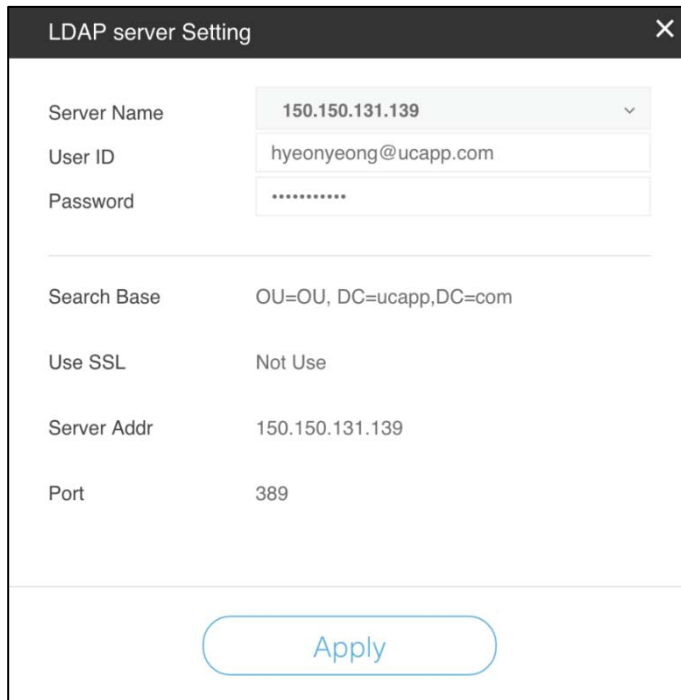 LDAP server Setting
Server Name 150.150.131.139
User ID hyeonyeong@ucapp.com
Password •••••••••••
Search Base OU=OU, DC=ucapp,DC=com
Use SSL Not Use
Server Addr 150.150.131.139
Port 389
Apply